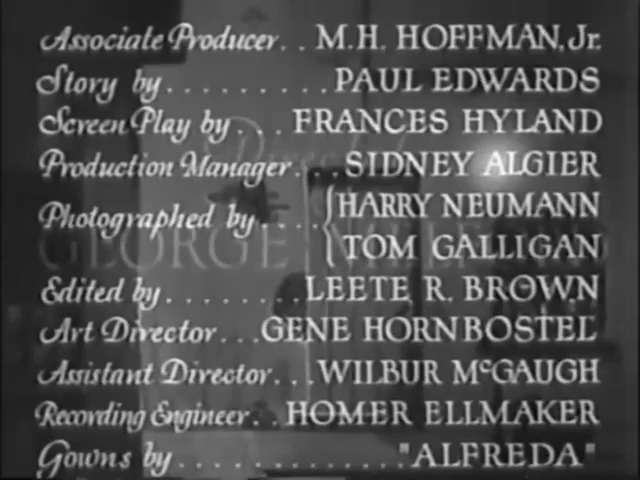 Associate Producer.. M.H. HOFFMAN, Jr.
Story by......... PAUL EDWARDS
Screen Play by... FRANCES HYLAND
Production Manager... SIDNEY ALGIER
Photographed by.... { HARRY NEUMANN
TOM GALLIGAN
Directed
GEORGE
Edited by........ LEETE R. BROWN
Art Director... GENE HORNBOSTEL
Assistant Director... WILBUR McGAUGH
Recording Engineer.. HOMER ELLMAKER
Gowns by............. "ALFREDA"